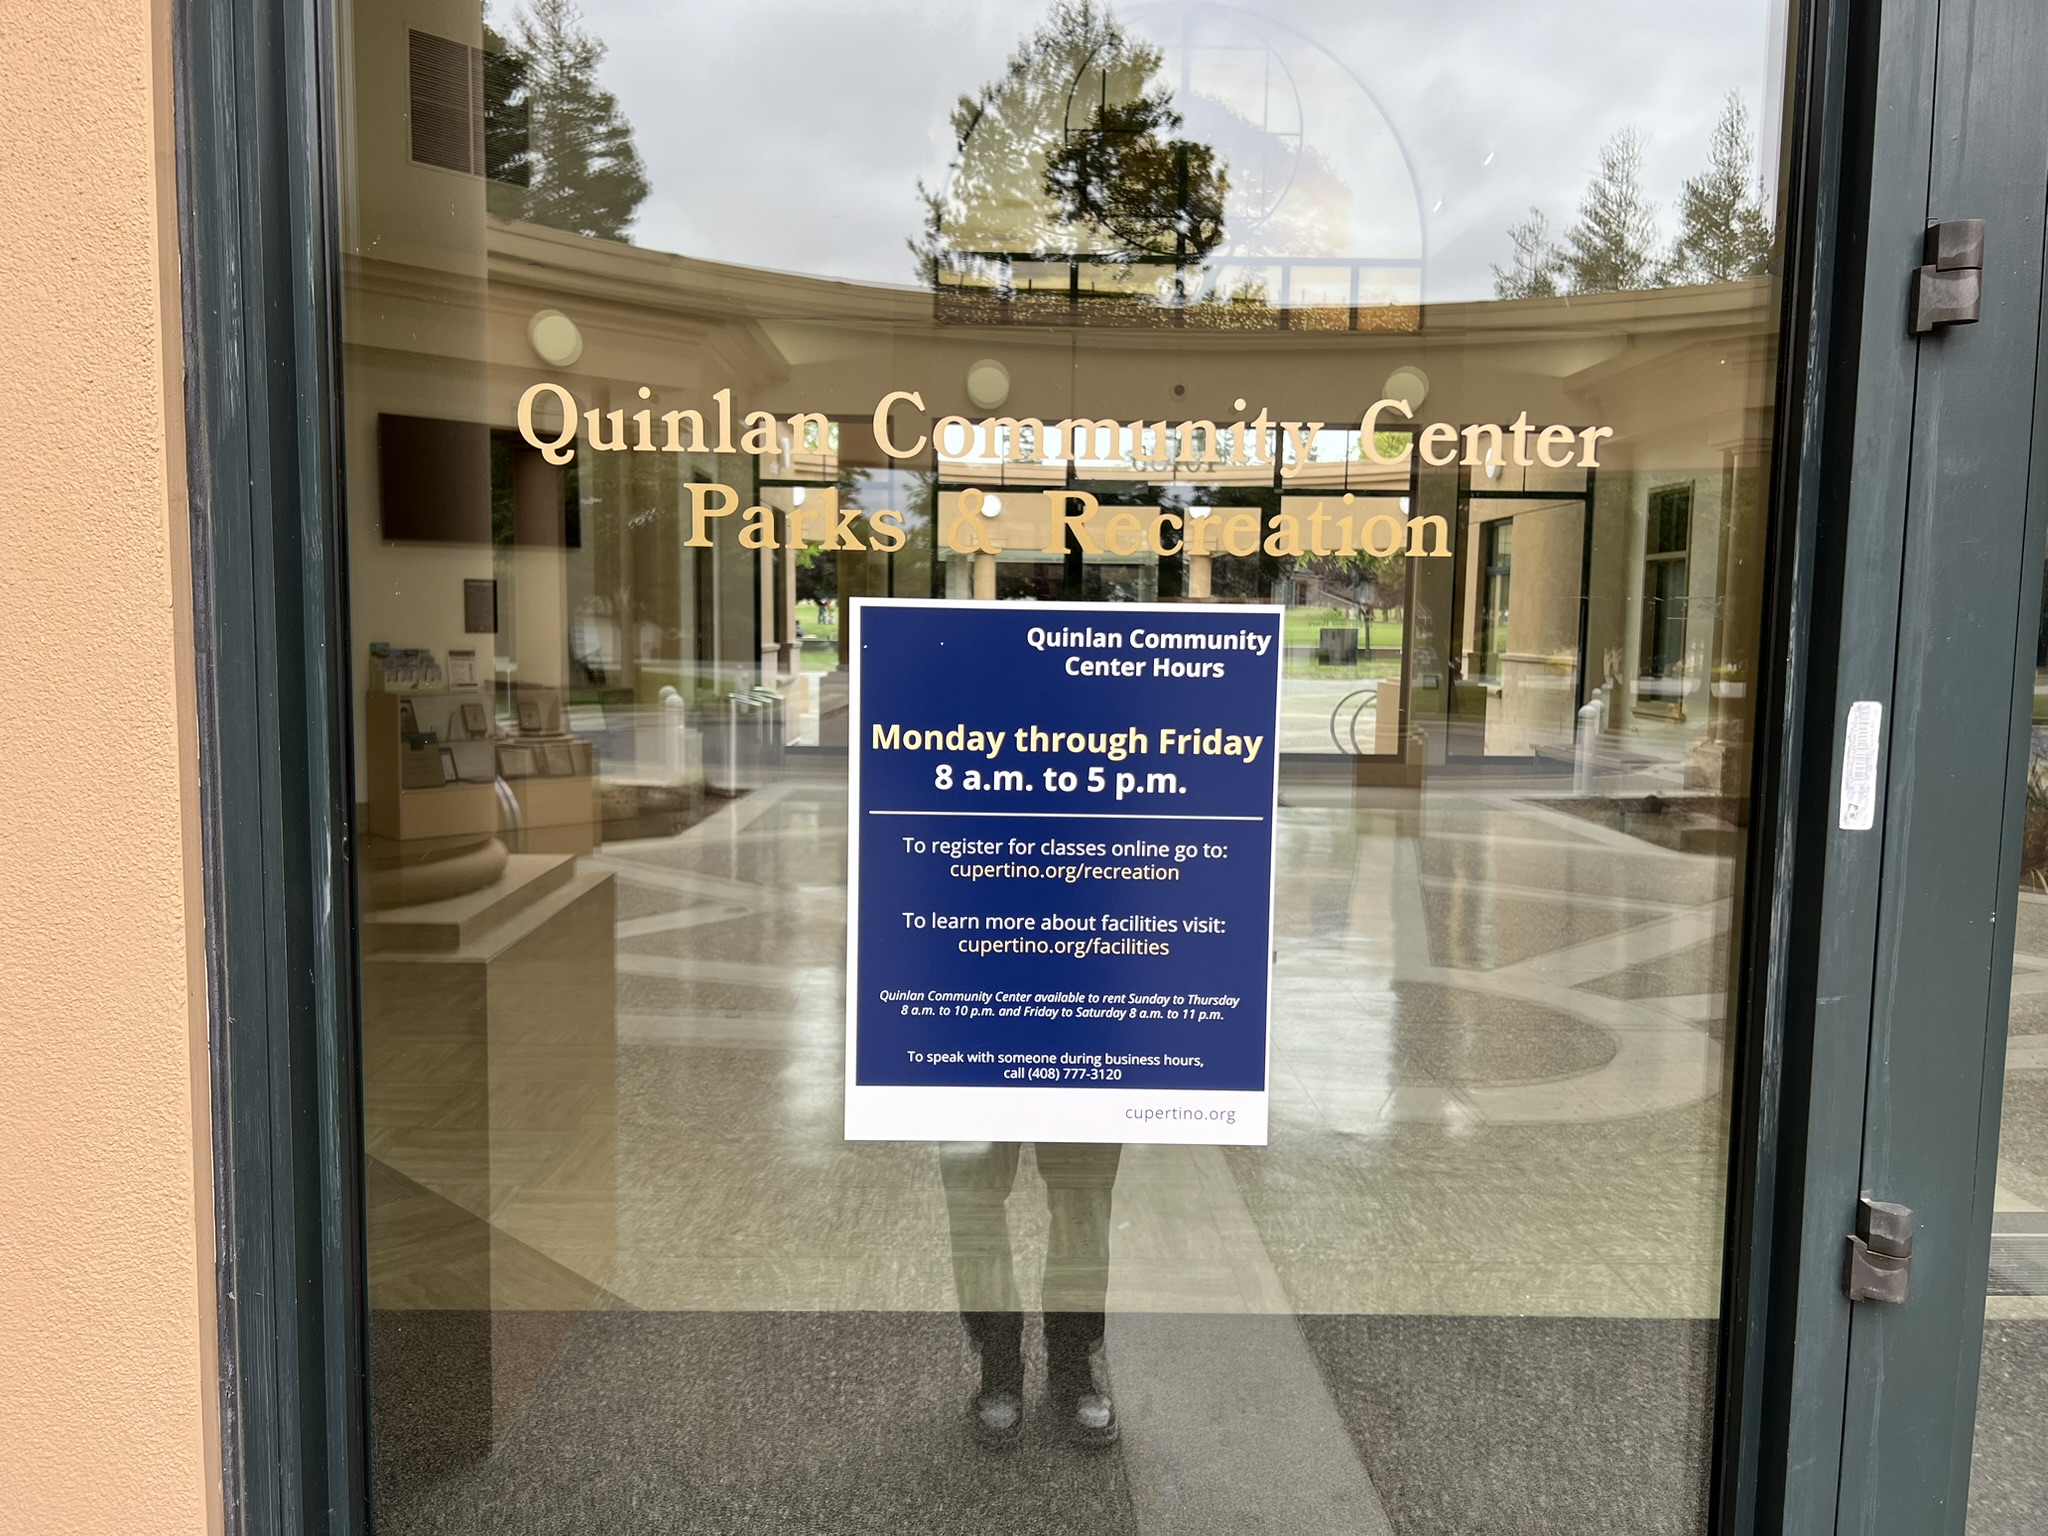 Quinlan Community Center
Parks & Recreation
Quinlan Community
Center Hours
Monday through Friday
8 a.m. to 5 p.m.
To register for classes online go to:
cupertino.org/recreation
To learn more about facilities visit:
cupertino.org/facilities
Quinlan Community Center available to rent Sunday to Thursday
8 a.m. to 10 p.m. and Friday to Saturday 8 a.m. to 11 p.m.
To speak with someone during business hours,
call (408) 777-3120
cupertino.org